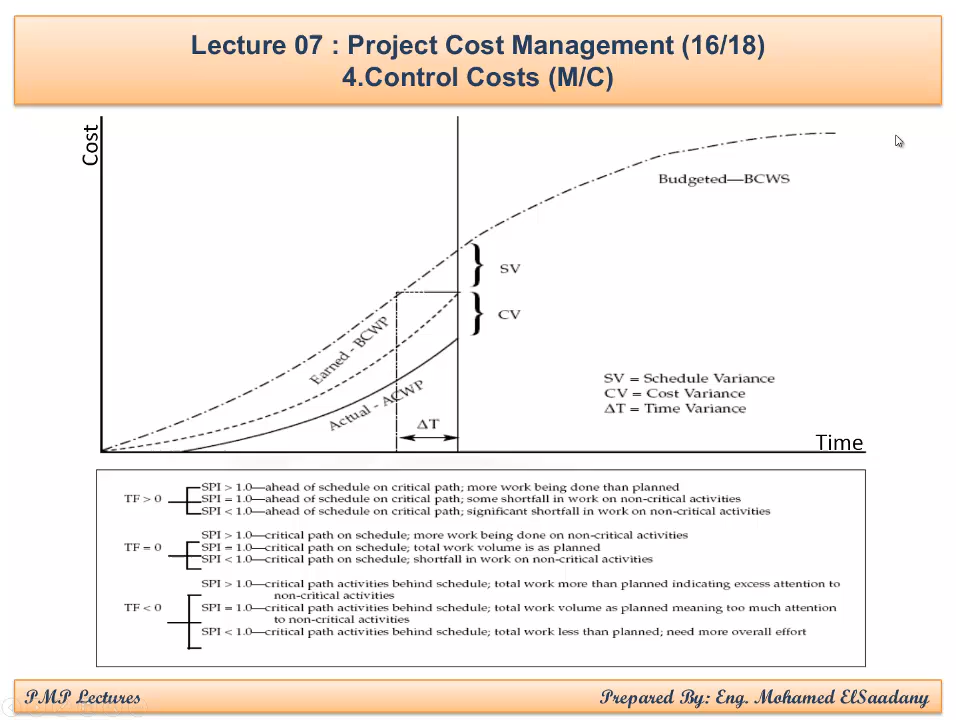 Lecture 07 : Project Cost Management (16/18)
4.Control Costs (M/C)
Cost
Budgeted—BCWS
SV
CV
Earned - BCWP
Actual - ACWP
ΔT
SV = Schedule Variance
CV = Cost Variance
ΔT = Time Variance
Time
TF > 0
SPI > 1.0—ahead of schedule on critical path; more work being done than planned
SPI = 1.0—ahead of schedule on critical path; some shortfall in work on non-critical activities
SPI < 1.0—ahead of schedule on critical path; significant shortfall in work on non-critical activities
TF = 0
SPI > 1.0—critical path on schedule; more work being done on non-critical activities
SPI = 1.0—critical path on schedule; total work volume is as planned
SPI < 1.0—critical path on schedule; shortfall in work on non-critical activities
TF < 0
SPI > 1.0—critical path activities behind schedule; total work more than planned indicating excess attention to
non-critical activities
SPI = 1.0—critical path activities behind schedule; total work volume as planned meaning too much attention
to non-critical activities
SPI < 1.0—critical path activities behind schedule; total work less than planned; need more overall effort
PMP Lectures
Prepared By: Eng. Mohamed ElSaadany